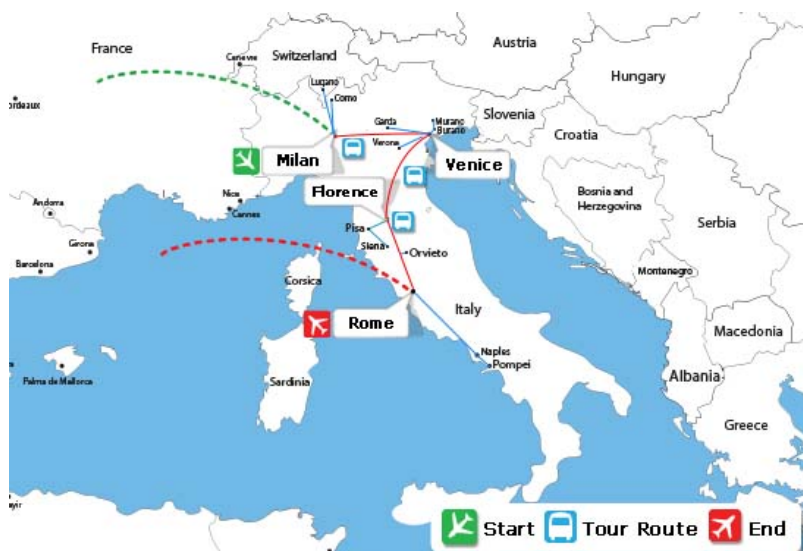 France
Switzerland
Austria
Hungary
Geneve
Lugano
Como
ordeaux
Garda
Murano
Burano
Verona
Slovenia
Croatia
Milan
Venice
Florence
Bosnia and
Herzegovina
Serbia
Nice
Cannes
Andorra
Girona
Barcelona
Pisa
Siena
Orvieto
Montenegro
Corsica
Rome
Italy
Macedonia
Naples
Pompei
Albania
Palma de Mallorca
Sardinia
Greece
Start
Tour Route
End